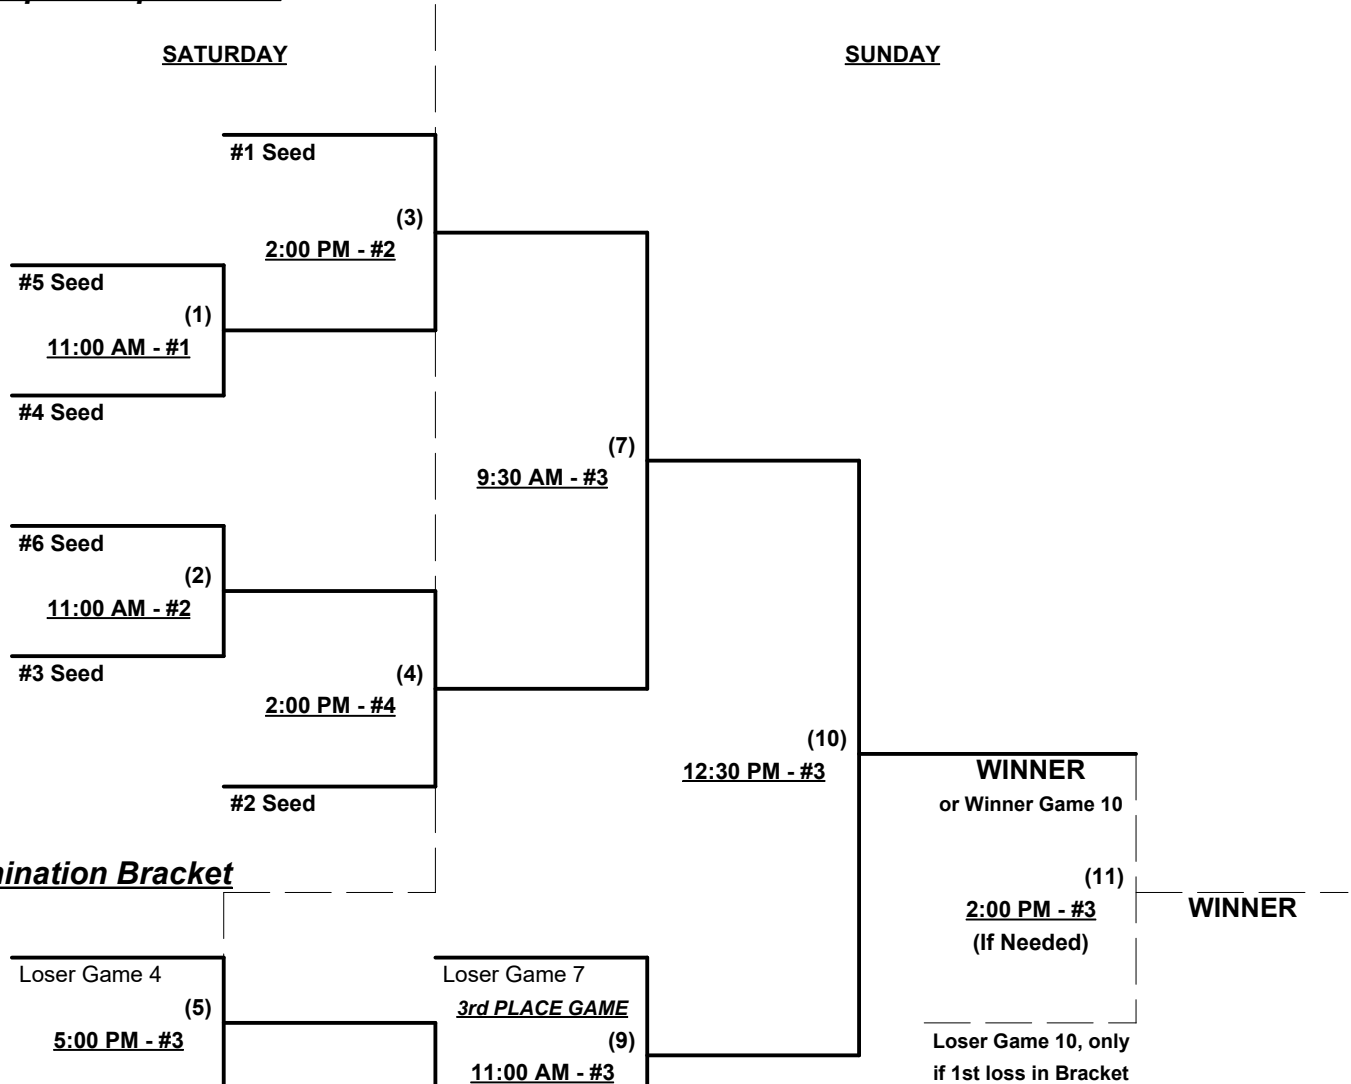 SATURDAY
SUNDAY
#1 Seed
(3)
2:00 PM - #2
#5 Seed
(1)
11:00 AM - #1
#4 Seed
(7)
9:30 AM - #3
#6 Seed
(2)
11:00 AM - #2
#3 Seed
(4)
2:00 PM - #4
(10)
12:30 PM - #3
WINNER
or Winner Game 10
#2 Seed
Bracket
(11)
2:00 PM - #3
WINNER
(If Needed)
Loser Game 4
Loser Game 7
(5)
3rd PLACE GAME
5:00 PM - #3
(9)
11:00 AM - #3
Loser Game 10, only
if 1st loss in Bracket